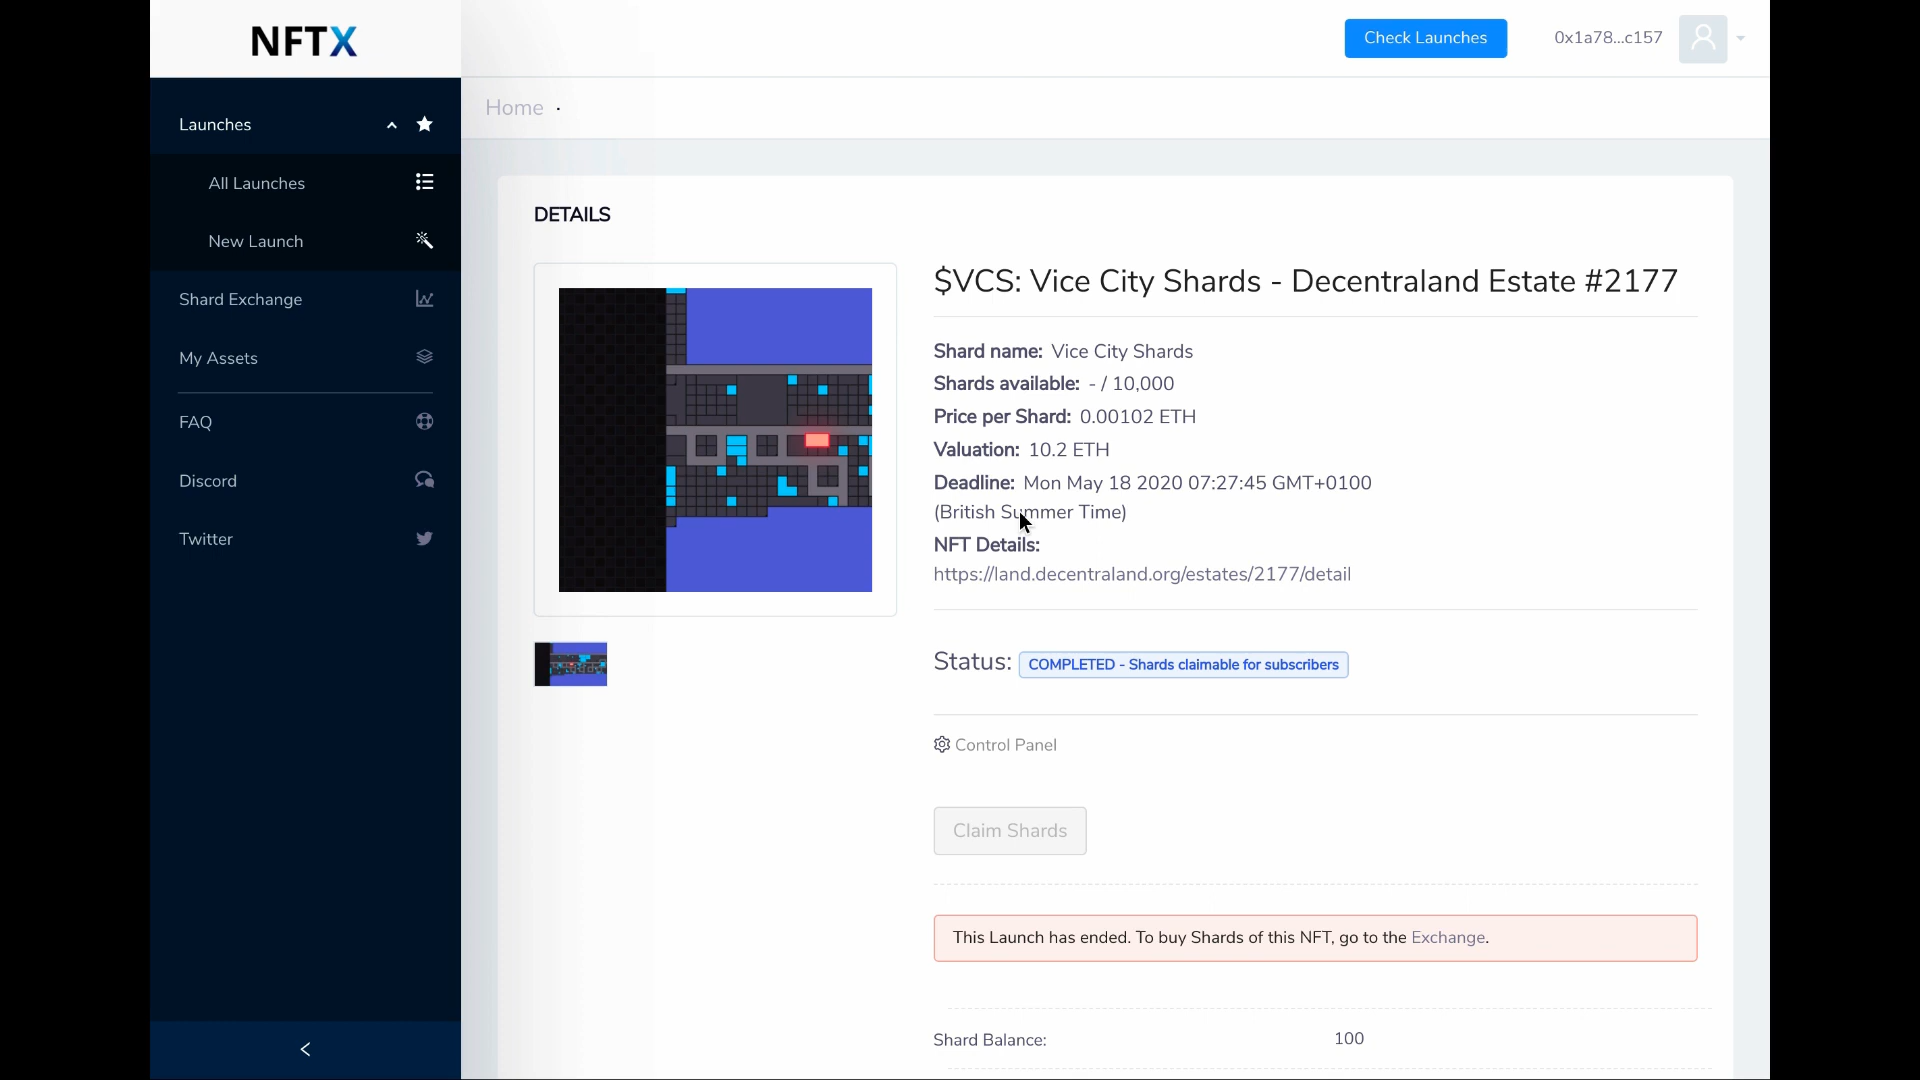 NFTX
Check Launches
0x1a78...c157
Home ·
Launches
All Launches
New Launch
Shard Exchange
My Assets
FAQ
Discord
Twitter
DETAILS
$VCS: Vice City Shards - Decentraland Estate #2177
Shard name: Vice City Shards
Shards available: - / 10,000
Price per Shard: 0.00102 ETH
Valuation: 10.2 ETH
Deadline: Mon May 18 2020 07:27:45 GMT+0100
(British Summer Time)
NFT Details:
https://land.decentraland.org/estates/2177/detail
Status: COMPLETED - Shards claimable for subscribers
Control Panel
Claim Shards
This Launch has ended. To buy Shards of this NFT, go to the Exchange.
Shard Balance: 100